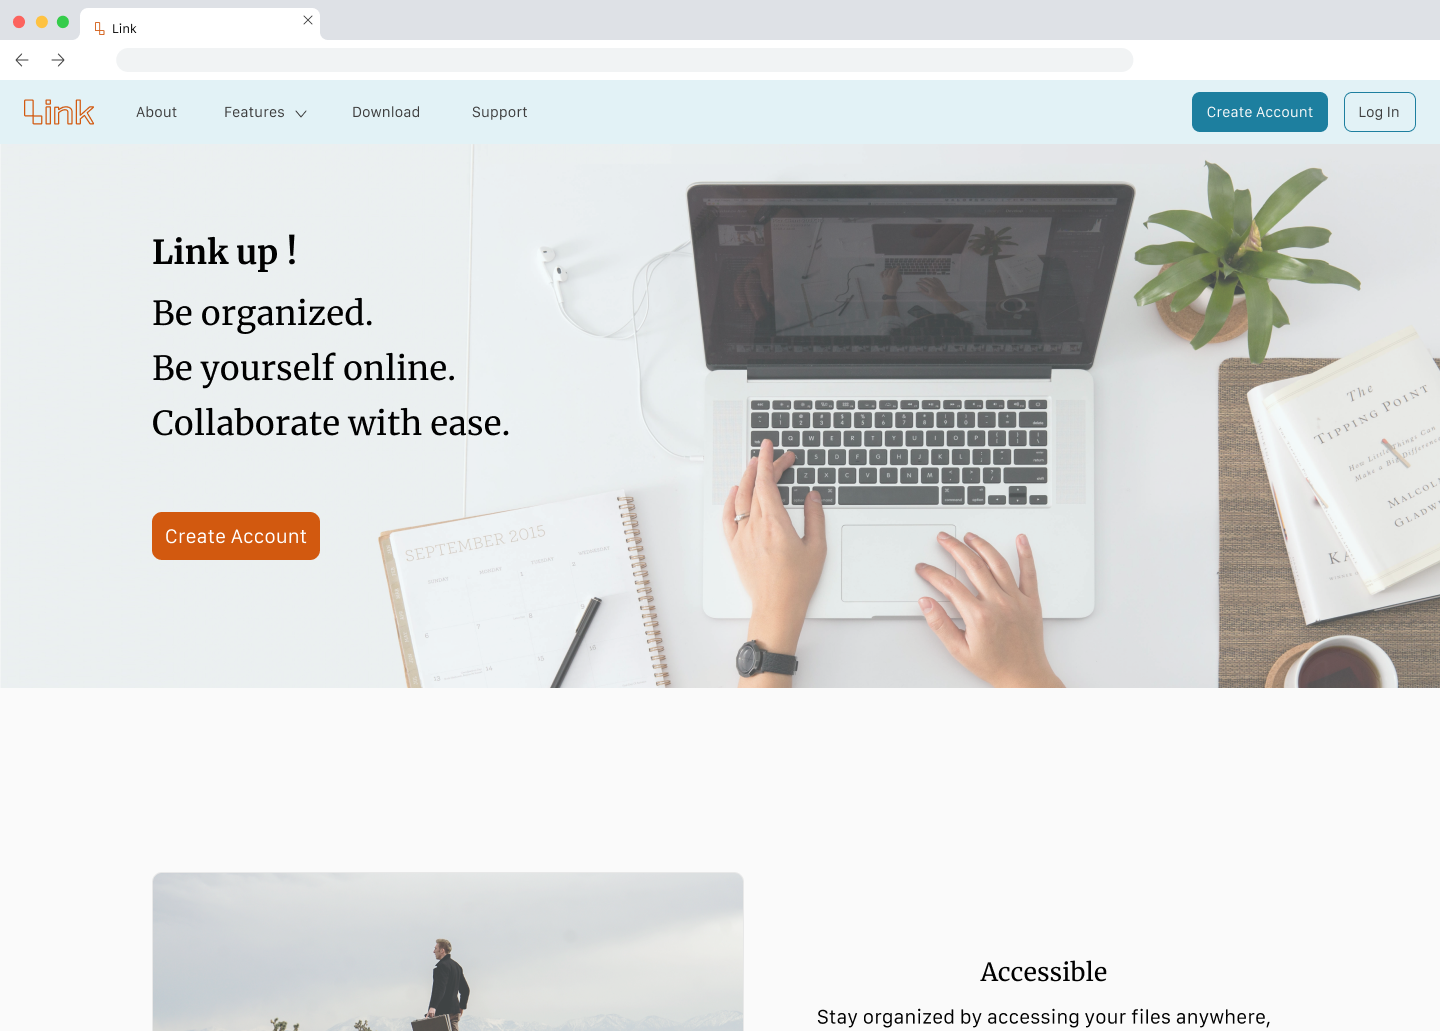 Link
Link
About
Features
Download
Support
Create Account
Log In
Link up !
Be organized.
Be yourself online.
Collaborate with ease.
Create Account
SEPTEMBER 2015
The
TIPPING POINT
How Little Things Can
Make a Big Difference
MALCOLM
GLADW
KA
Accessible
Stay organized by accessing your files anywhere,